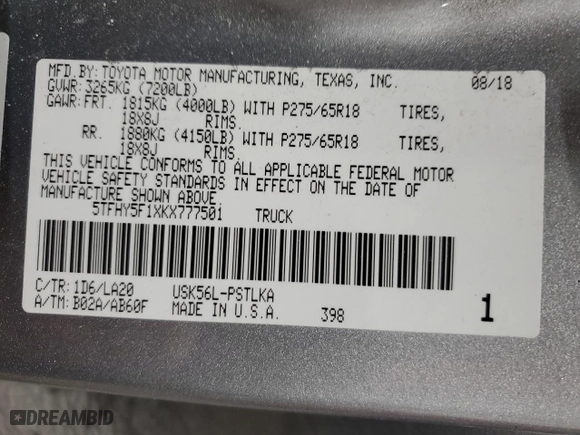 MFD.BY:TOYOTA MOTOR MANUFACTURING, TEXAS, INC. 08/18
GVWR:3265KG (7200LB)
GAWR:FRT. 1815KG (4000LB) WITH P275/65R18 TIRES,
18X8J RIMS.
RR. 1880KG (4150LB) WITH P275/65R18 TIRES,
18X8J RIMS.
THIS VEHICLE CONFORMS TO ALL APPLICABLE FEDERAL MOTOR
VEHICLE SAFETY STANDARDS IN EFFECT ON THE DATE OF
MANUFACTURE SHOWN ABOVE.
5TFHY5F1XKX777501 TRUCK
C/TR:1D6/LA20 USK56L-PSTLKA
A/TM:B02A/AB60F MADE IN U.S.A. 398 1
DREAMBID